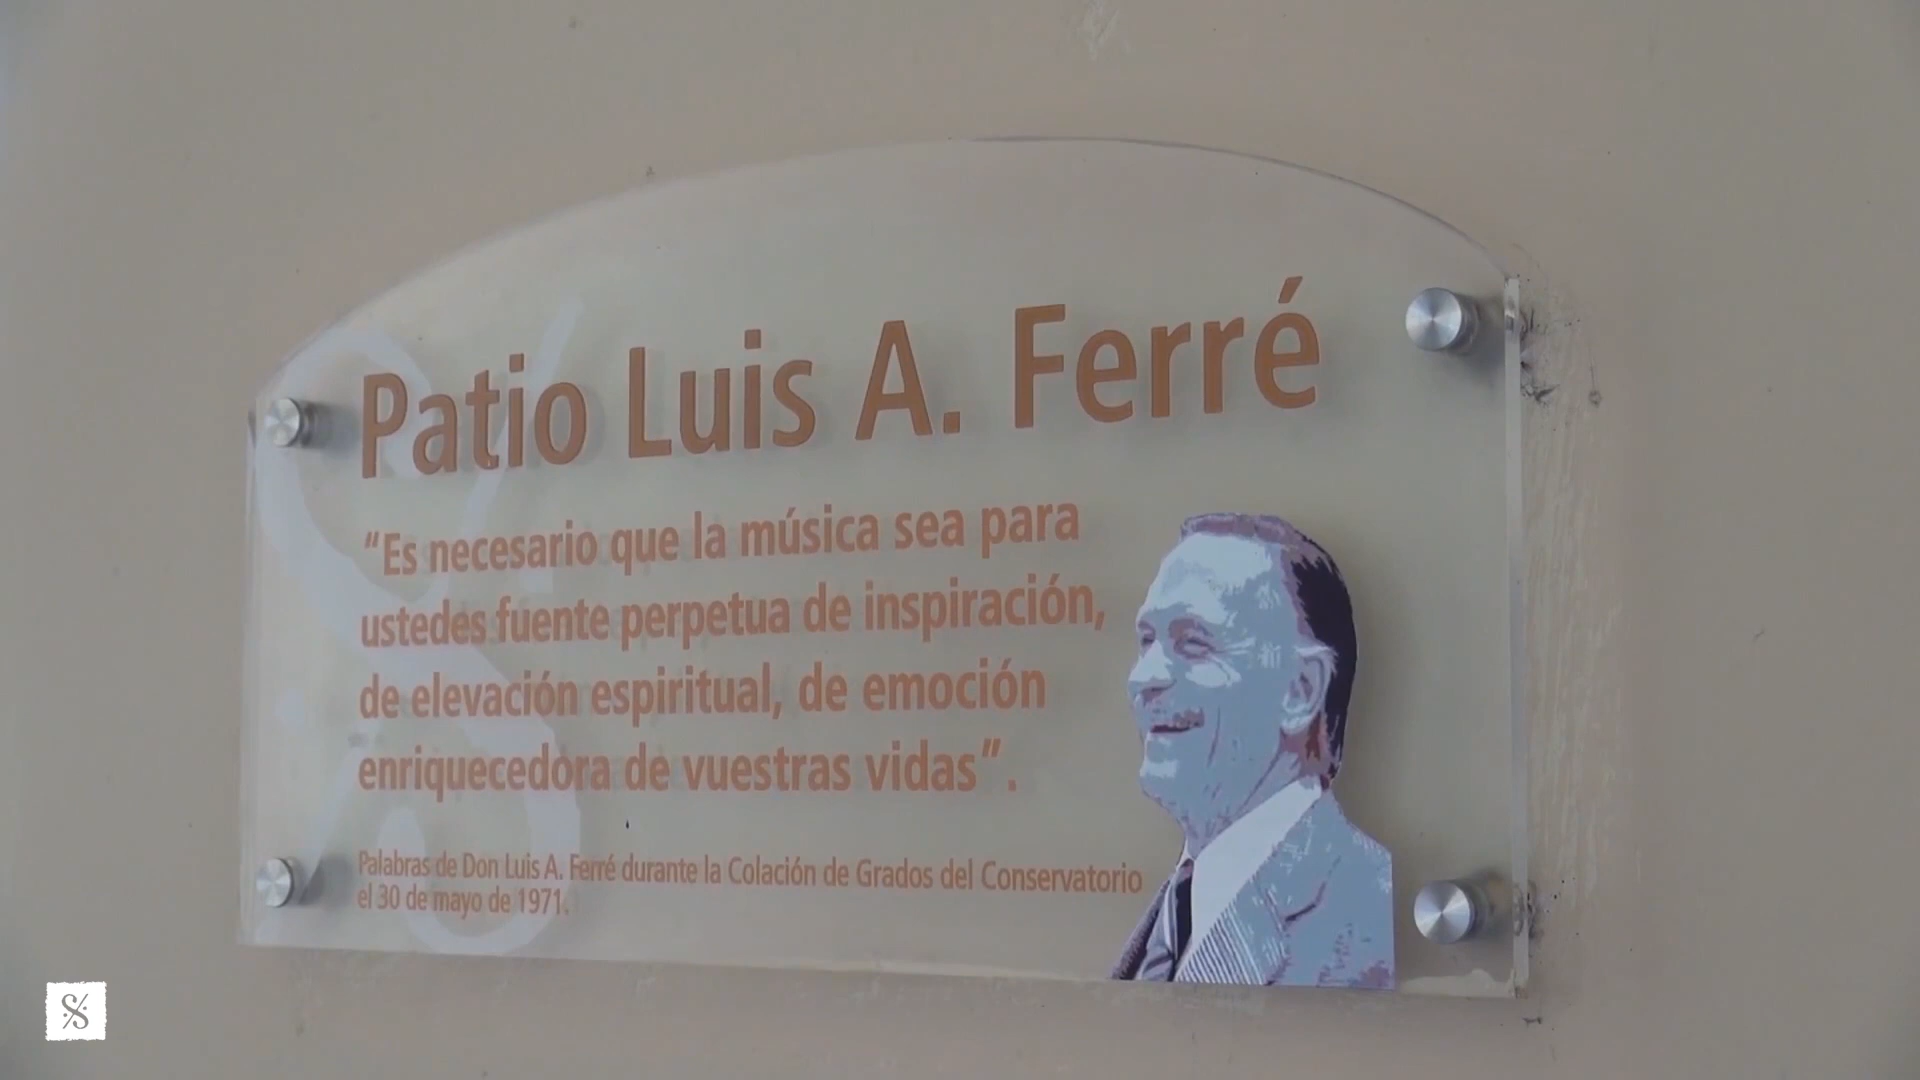 Patio Luis A. Ferré
“Es necesario que la música sea para
ustedes fuente perpetua de inspiración,
de elevación espiritual, de emoción
enriquecedora de vuestras vidas”.
Palabras de Don Luis A. Ferré durante la Colación de Grados del Conservatorio
el 30 de mayo de 1971.